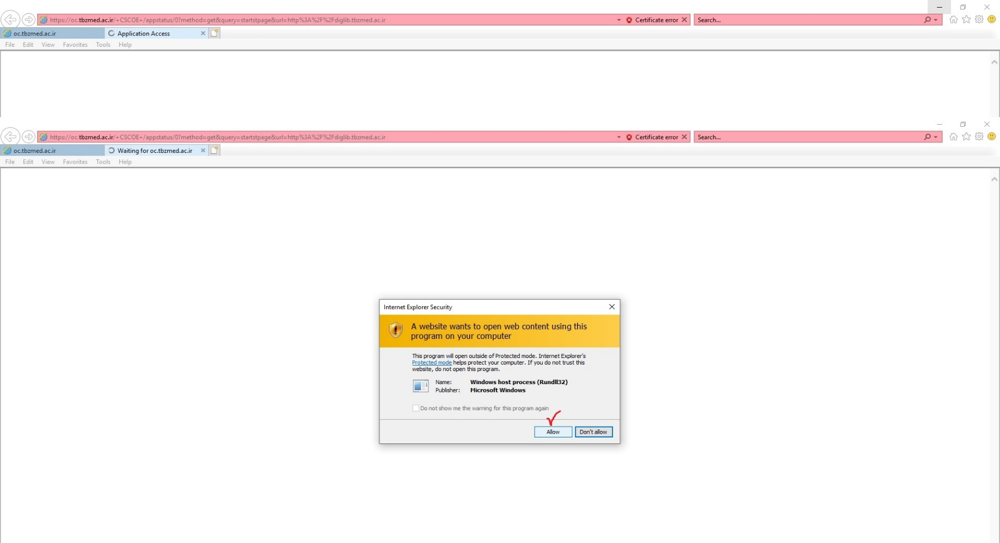 https://oc.tbzmed.ac.ir/+CSCOE+/appstatus/0?method=get&query=startstpage&url=http%3A%2F%2Fdiglib.tbzmed.ac.ir Certificate error Search...
oc.tbzmed.ac.ir Application Access
File Edit View Favorites Tools Help
https://oc.tbzmed.ac.ir/+CSCOE+/appstatus/0?method=get&query=startstpage&url=http%3A%2F%2Fdiglib.tbzmed.ac.ir Certificate error Search...
oc.tbzmed.ac.ir Waiting for oc.tbzmed.ac.ir
File Edit View Favorites Tools Help
Internet Explorer Security
A website wants to open web content using this
program on your computer
This program will open outside of Protected mode. Internet Explorer's
Protected mode helps protect your computer. If you do not trust this
website, do not open this program.
Name: Windows host process (Rundll32)
Publisher: Microsoft Windows
Do not show me the warning for this program again
Allow Don't allow